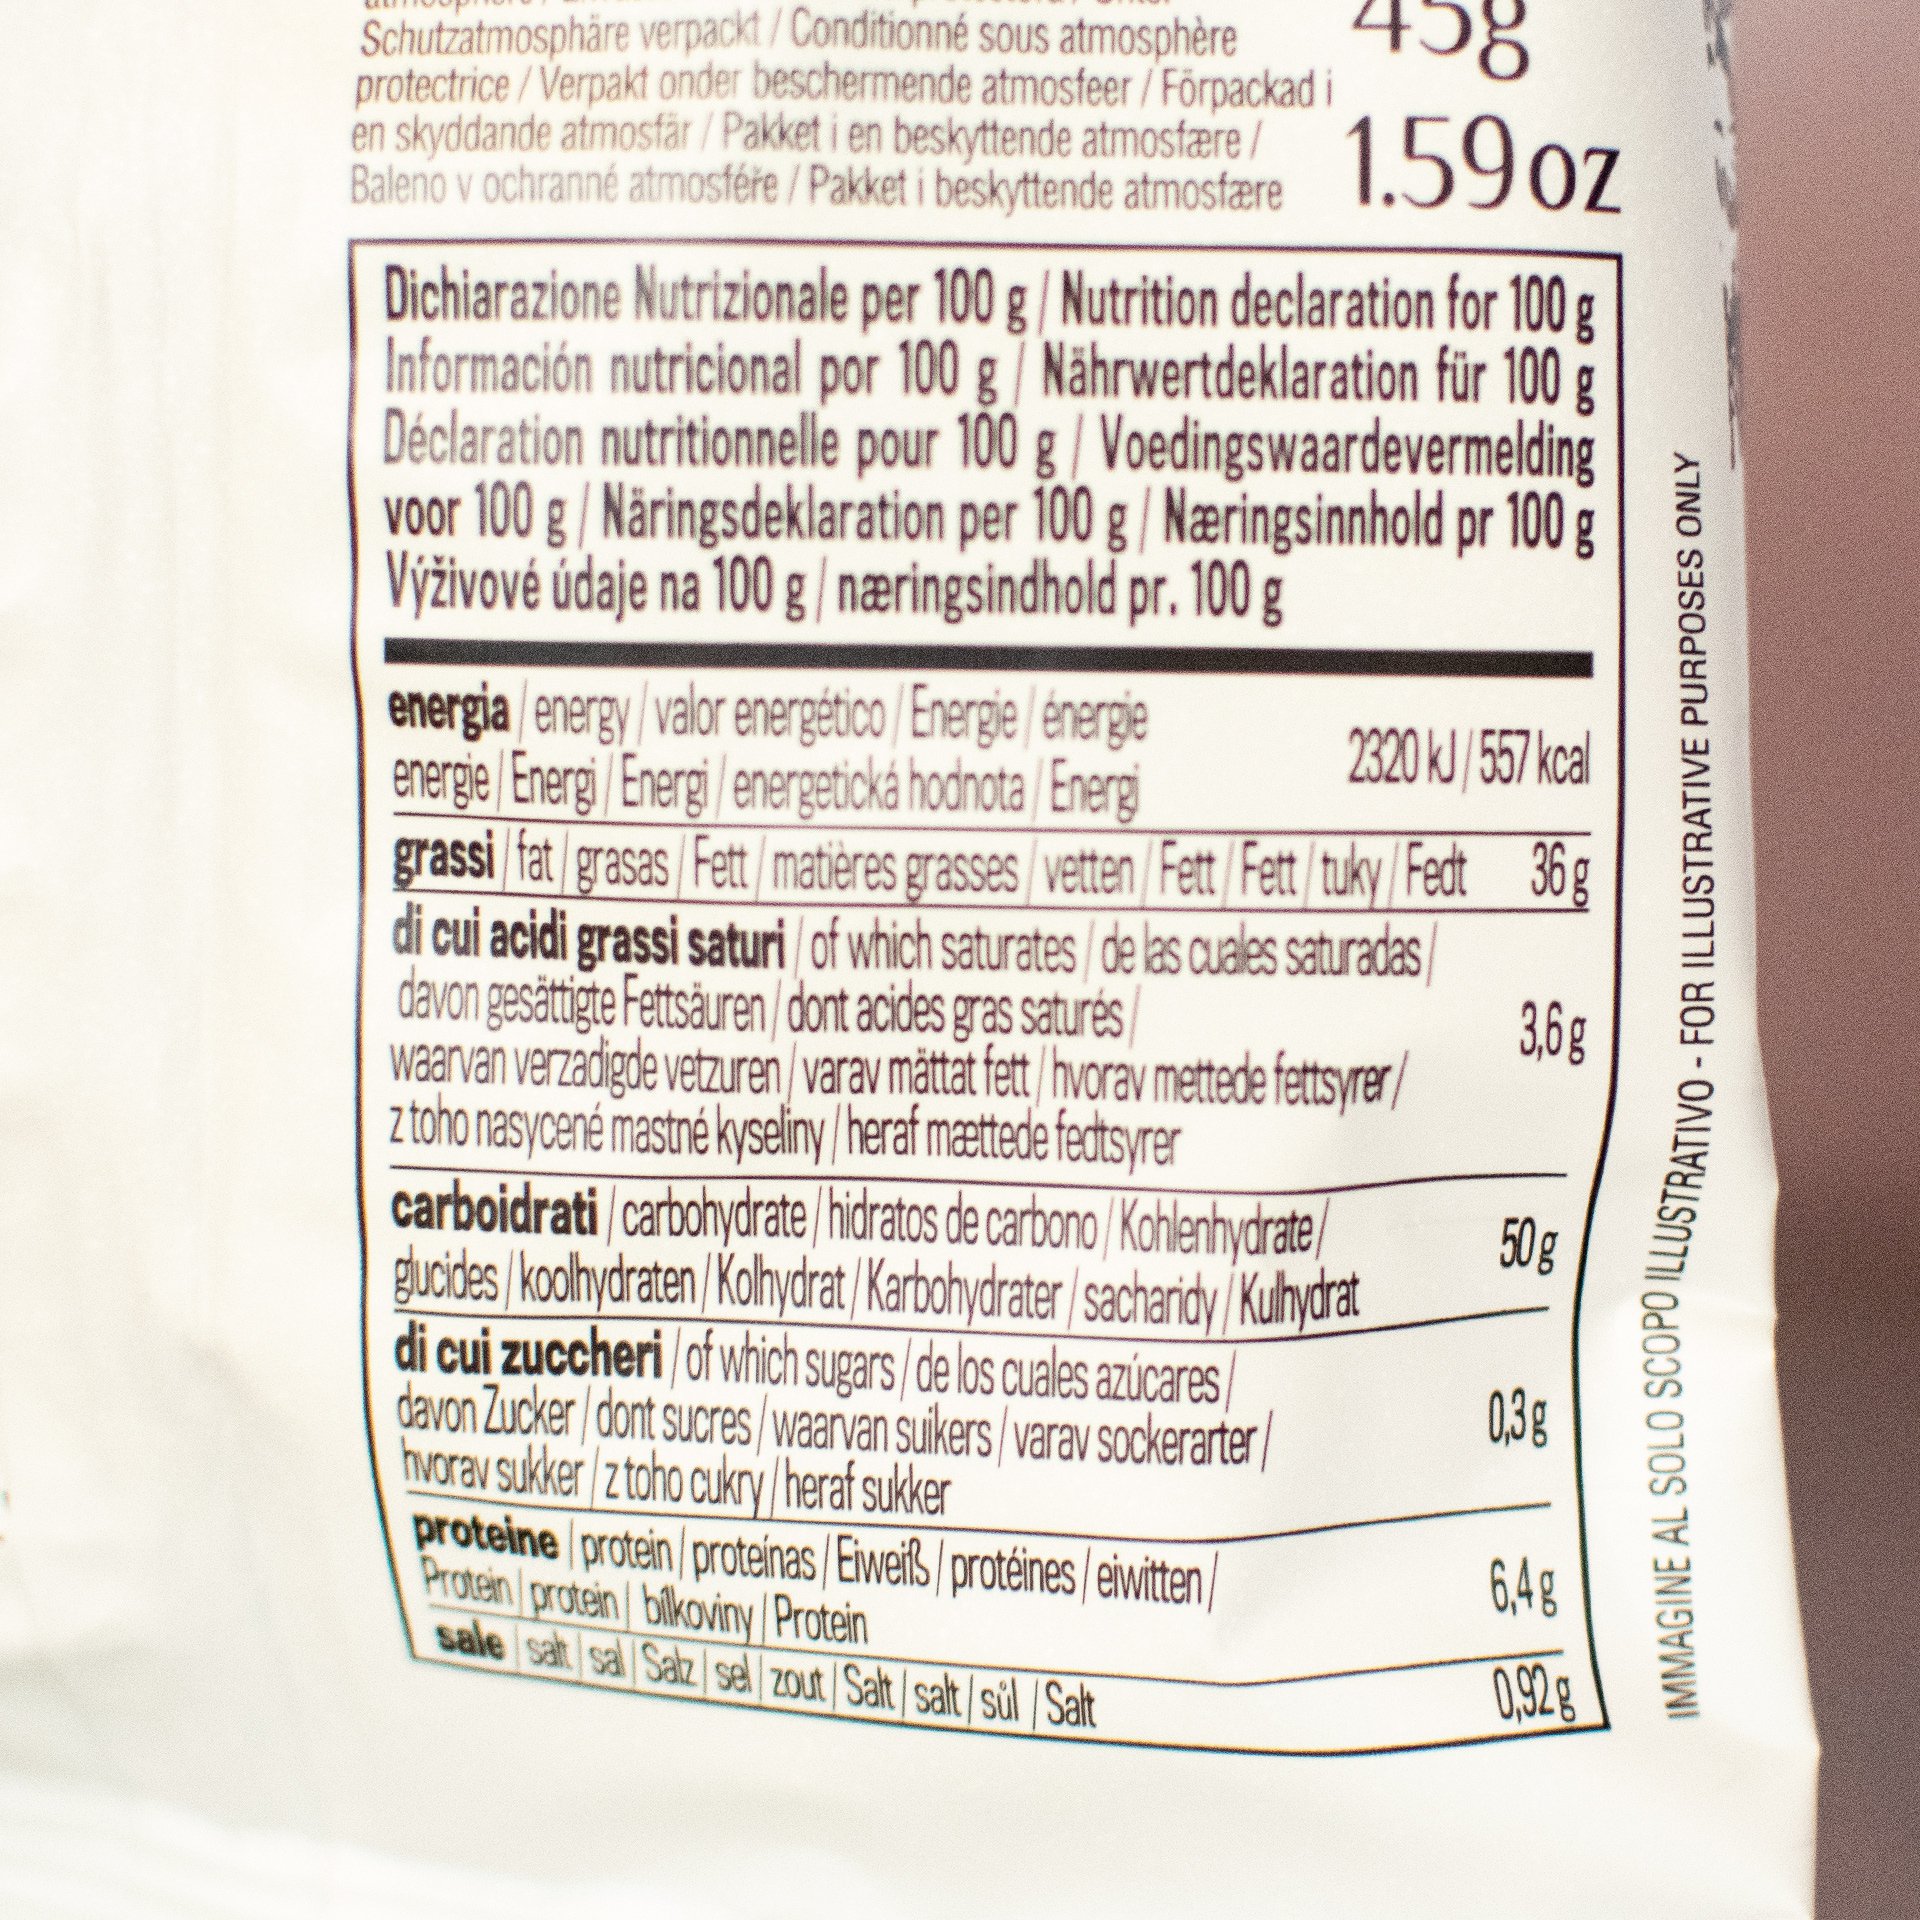 45g
Schutzatmosphäre verpackt / Conditionné sous atmosphère
protectrice / Verpakt onder beschermende atmosfeer / Förpackad i
en skyddande atmosfär / Pakket i en beskyttende atmosfære /
Baleno v ochranné atmosféře / Pakket i beskyttende atmosfære
1.59 oz
Dichiarazione Nutrizionale per 100 g / Nutrition declaration for 100 g
Información nutricional por 100 g / Nährwertdeklaration für 100 g
Déclaration nutritionnelle pour 100 g / Voedingswaardevermelding
voor 100 g / Näringsdeklaration per 100 g / Næringsinnhold pr 100 g
Výživové údaje na 100 g / næringsindhold pr. 100 g
energia / energy / valor energético / Energie / énergie
energie / Energi / Energi / energetická hodnota / Energi
2320 kJ / 557 kcal
grassi / fat / grasas / Fett / matières grasses / vetten / Fett / Fett / tuky / Fedt 36 g
di cui acidi grassi saturi / of which saturates / de las cuales saturadas /
davon gesättigte Fettsäuren / dont acides gras saturés /
waarvan verzadigde vetzuren / varav mättat fett / hvorav mettede fettsyrer /
z toho nasycené mastné kyseliny / heraf mættede fedtsyrer
3,6 g
carboidrati / carbohydrate / hidratos de carbono / Kohlenhydrate /
glucides / koolhydraten / Kolhydrat / Karbohydrater / sacharidy / Kulhydrat
50 g
di cui zuccheri / of which sugars / de los cuales azúcares /
davon Zucker / dont sucres / waarvan suikers / varav sockerarter /
hvorav sukker / z toho cukry / heraf sukker
0,3 g
proteine / protein / proteínas / Eiweiß / protéines / eiwitten /
Protein / protein / bílkoviny / Protein
6,4 g
sale / salt / sal / Salz / sel / zout / Salt / salt / sůl / Salt 0,92 g
IMMAGINE AL SOLO SCOPO ILLUSTRATIVO - FOR ILLUSTRATIVE PURPOSES ONLY